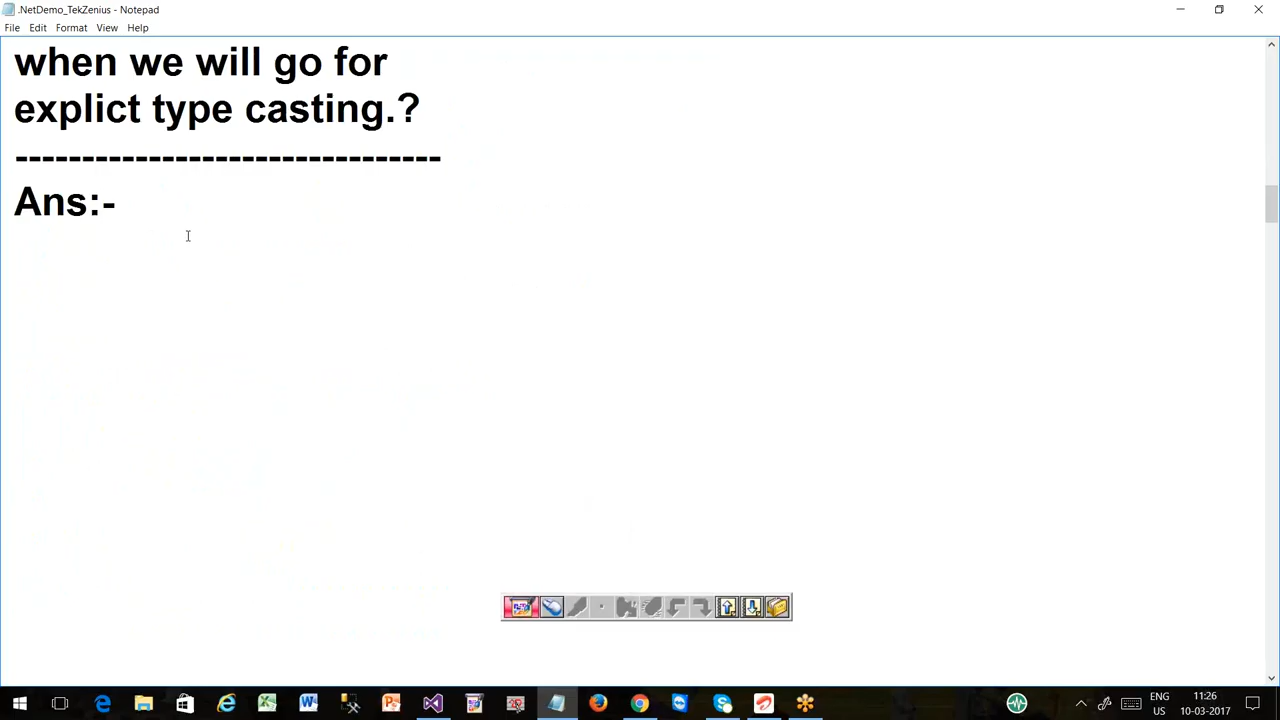 .NetDemo_TekZenius - Notepad
File Edit Format View Help
when we will go for
explict type casting.?
--------------------------------
Ans:-
ENG
US
11:26
10-03-2017